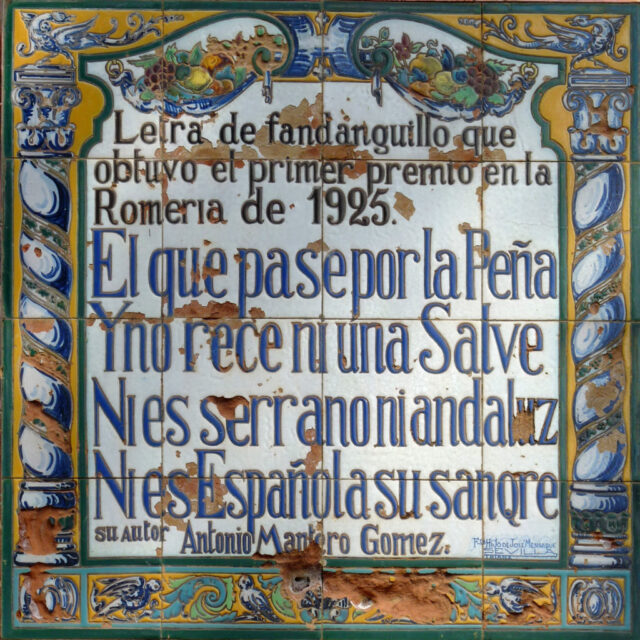 Letra de fandanguillo que
obtuvo el primer premio en la
Romeria de 1925.
El que pase por la Peña
Y no rece ni una Salve
Ni es serrano ni andaluz
Ni es Española su sangre
su autor Antonio Mantero Gomez.